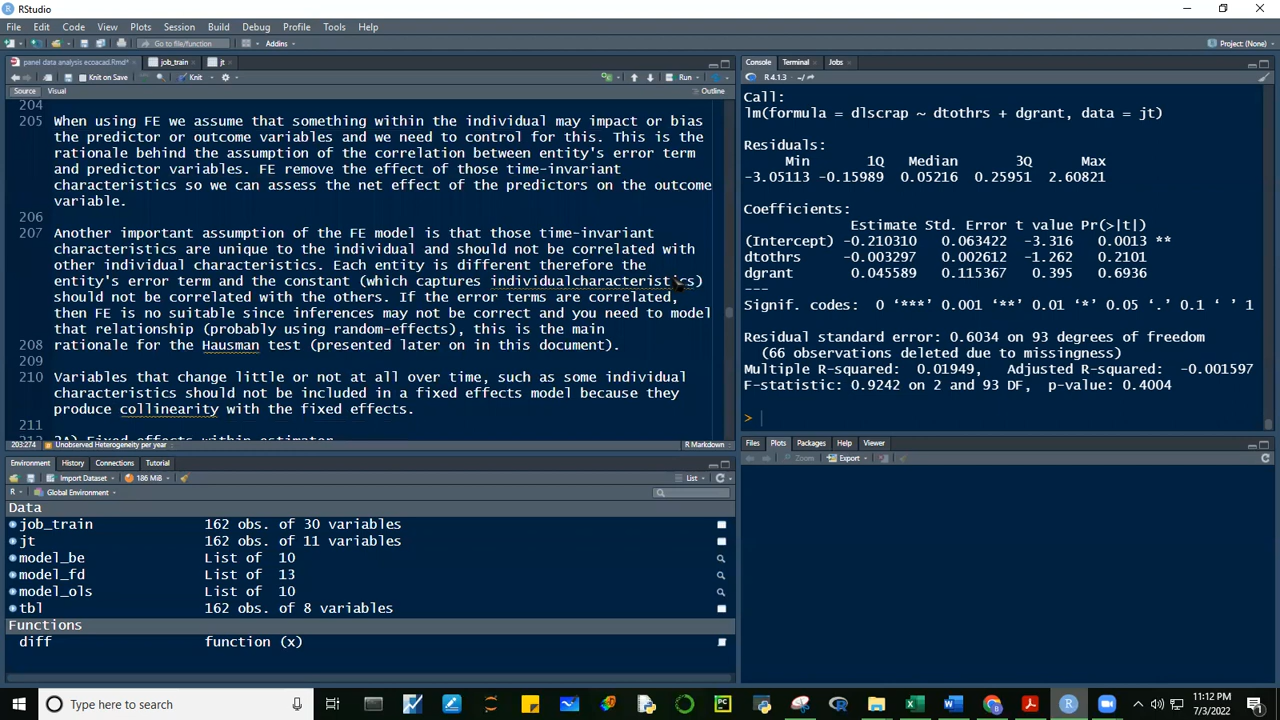 RStudio
File Edit Code View Plots Session Build Debug Profile Tools Help
Go to file/function Addins Project: (None)
panel data analysis ecoacad.Rmd* job_train jt
Knit on Save Knit Run
Source Visual Outline
204
205 When using FE we assume that something within the individual may impact or bias
the predictor or outcome variables and we need to control for this. This is the
rationale behind the assumption of the correlation between entity's error term
and predictor variables. FE remove the effect of those time-invariant
characteristics so we can assess the net effect of the predictors on the outcome
variable.
206
207 Another important assumption of the FE model is that those time-invariant
characteristics are unique to the individual and should not be correlated with
other individual characteristics. Each entity is different therefore the
entity's error term and the constant (which captures individualcharacteristics)
should not be correlated with the others. If the error terms are correlated,
then FE is no suitable since inferences may not be correct and you need to model
that relationship (probably using random-effects), this is the main
208 rationale for the Hausman test (presented later on in this document).
209
210 Variables that change little or not at all over time, such as some individual
characteristics should not be included in a fixed effects model because they
produce collinearity with the fixed effects.
211
212 2A) Fixed effects within estimator
293:274 Unobserved Heterogeneity per year R Markdown
Console Terminal Jobs
R 4.1.3 · ~/
Call:
lm(formula = dlscrap ~ dtothrs + dgrant, data = jt)
Residuals:
Min 1Q Median 3Q Max
-3.05113 -0.15989 0.05216 0.25951 2.60821
Coefficients:
Estimate Std. Error t value Pr(>|t|)
(Intercept) -0.210310 0.063422 -3.316 0.0013 **
dtothrs -0.003297 0.002612 -1.262 0.2101
dgrant 0.045589 0.115367 0.395 0.6936
---
Signif. codes: 0 ‘***’ 0.001 ‘**’ 0.01 ‘*’ 0.05 ‘.’ 0.1 ‘ ’ 1
Residual standard error: 0.6034 on 93 degrees of freedom
(66 observations deleted due to missingness)
Multiple R-squared: 0.01949, Adjusted R-squared: -0.001597
F-statistic: 0.9242 on 2 and 93 DF, p-value: 0.4004
>
Environment History Connections Tutorial
Import Dataset 186 MiB List
R Global Environment
Data
job_train 162 obs. of 30 variables
jt 162 obs. of 11 variables
model_be List of 10
model_fd List of 13
model_ols List of 10
tbl 162 obs. of 8 variables
Functions
diff function (x)
Files Plots Packages Help Viewer
Zoom Export
Type here to search
11:12 PM
7/3/2022